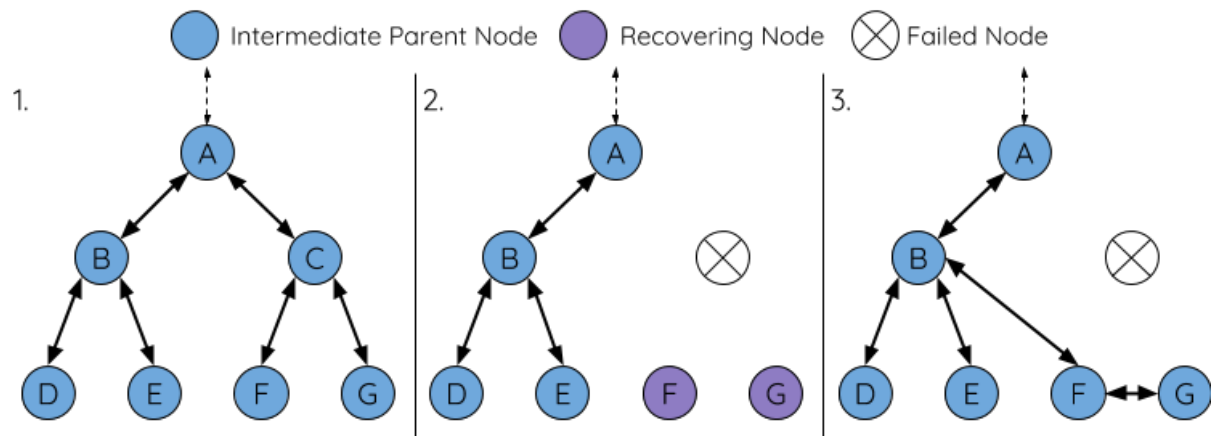 Intermediate Parent Node Recovering Node Failed Node
1. 2. 3.
A A A
B C B B
D E F G D E F G D E F G